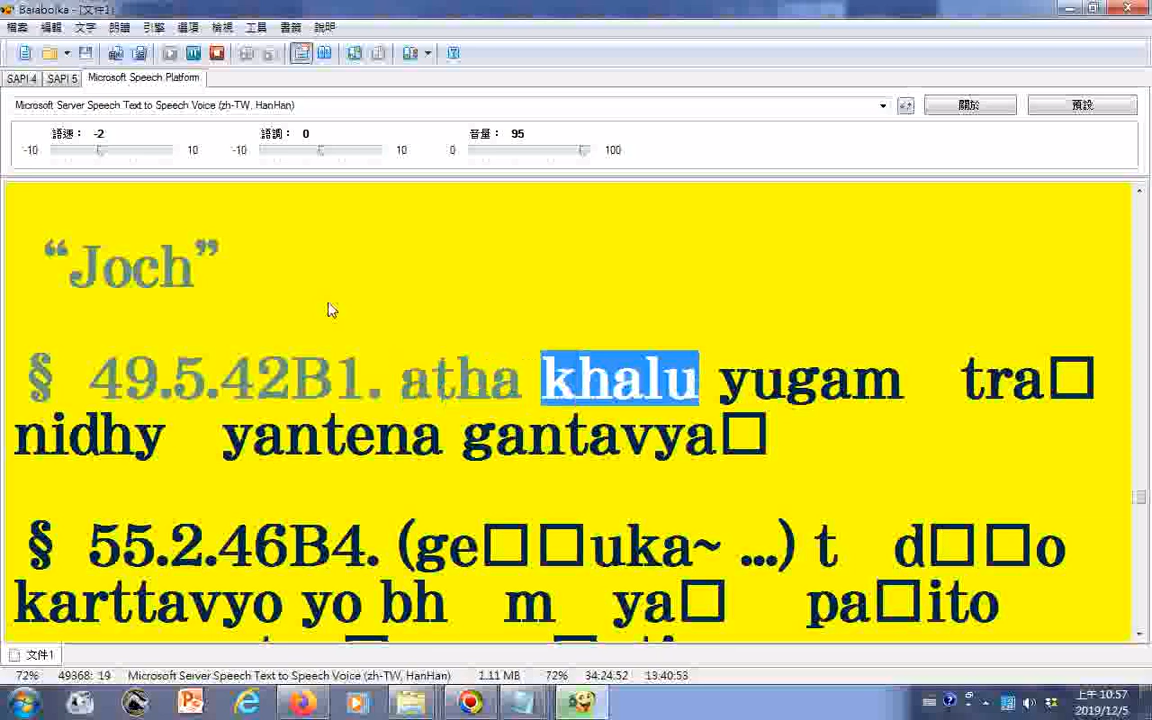 Balabolka - [文件1]
檔案 編輯 文字 朗讀 引擎 選項 檢視 工具 書籤 說明
SAPI 4 SAPI 5 Microsoft Speech Platform
Microsoft Server Speech Text to Speech Voice (zh-TW, HanHan) 關於 預設
語速： -2 語調： 0 音量： 95
-10 10 -10 10 0 100
“Joch”
§ 49.5.42B1. atha khalu yugam tra□
nidhy yantena gantavya□
§ 55.2.46B4. (ge□□uka~ ...) t d□□o
karttavyo yo bh m ya□ pa□ito
文件1
72% 49368: 19 Microsoft Server Speech Text to Speech Voice (zh-TW, HanHan) 1.11 MB 72% 34:24:52 13:40:53
上午 10:57
2019/12/5